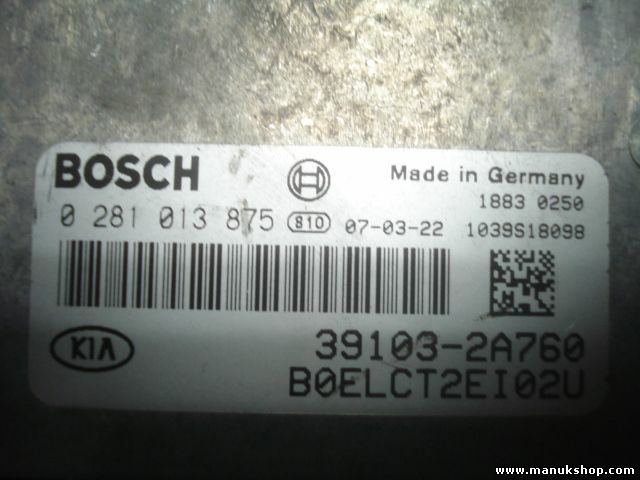 BOSCH
Made in Germany
1883 0250
0 281 013 875 810 07-03-22 1039S18098
KIA
39103-2A760
B0ELCT2EI02U
www.manukshop.com